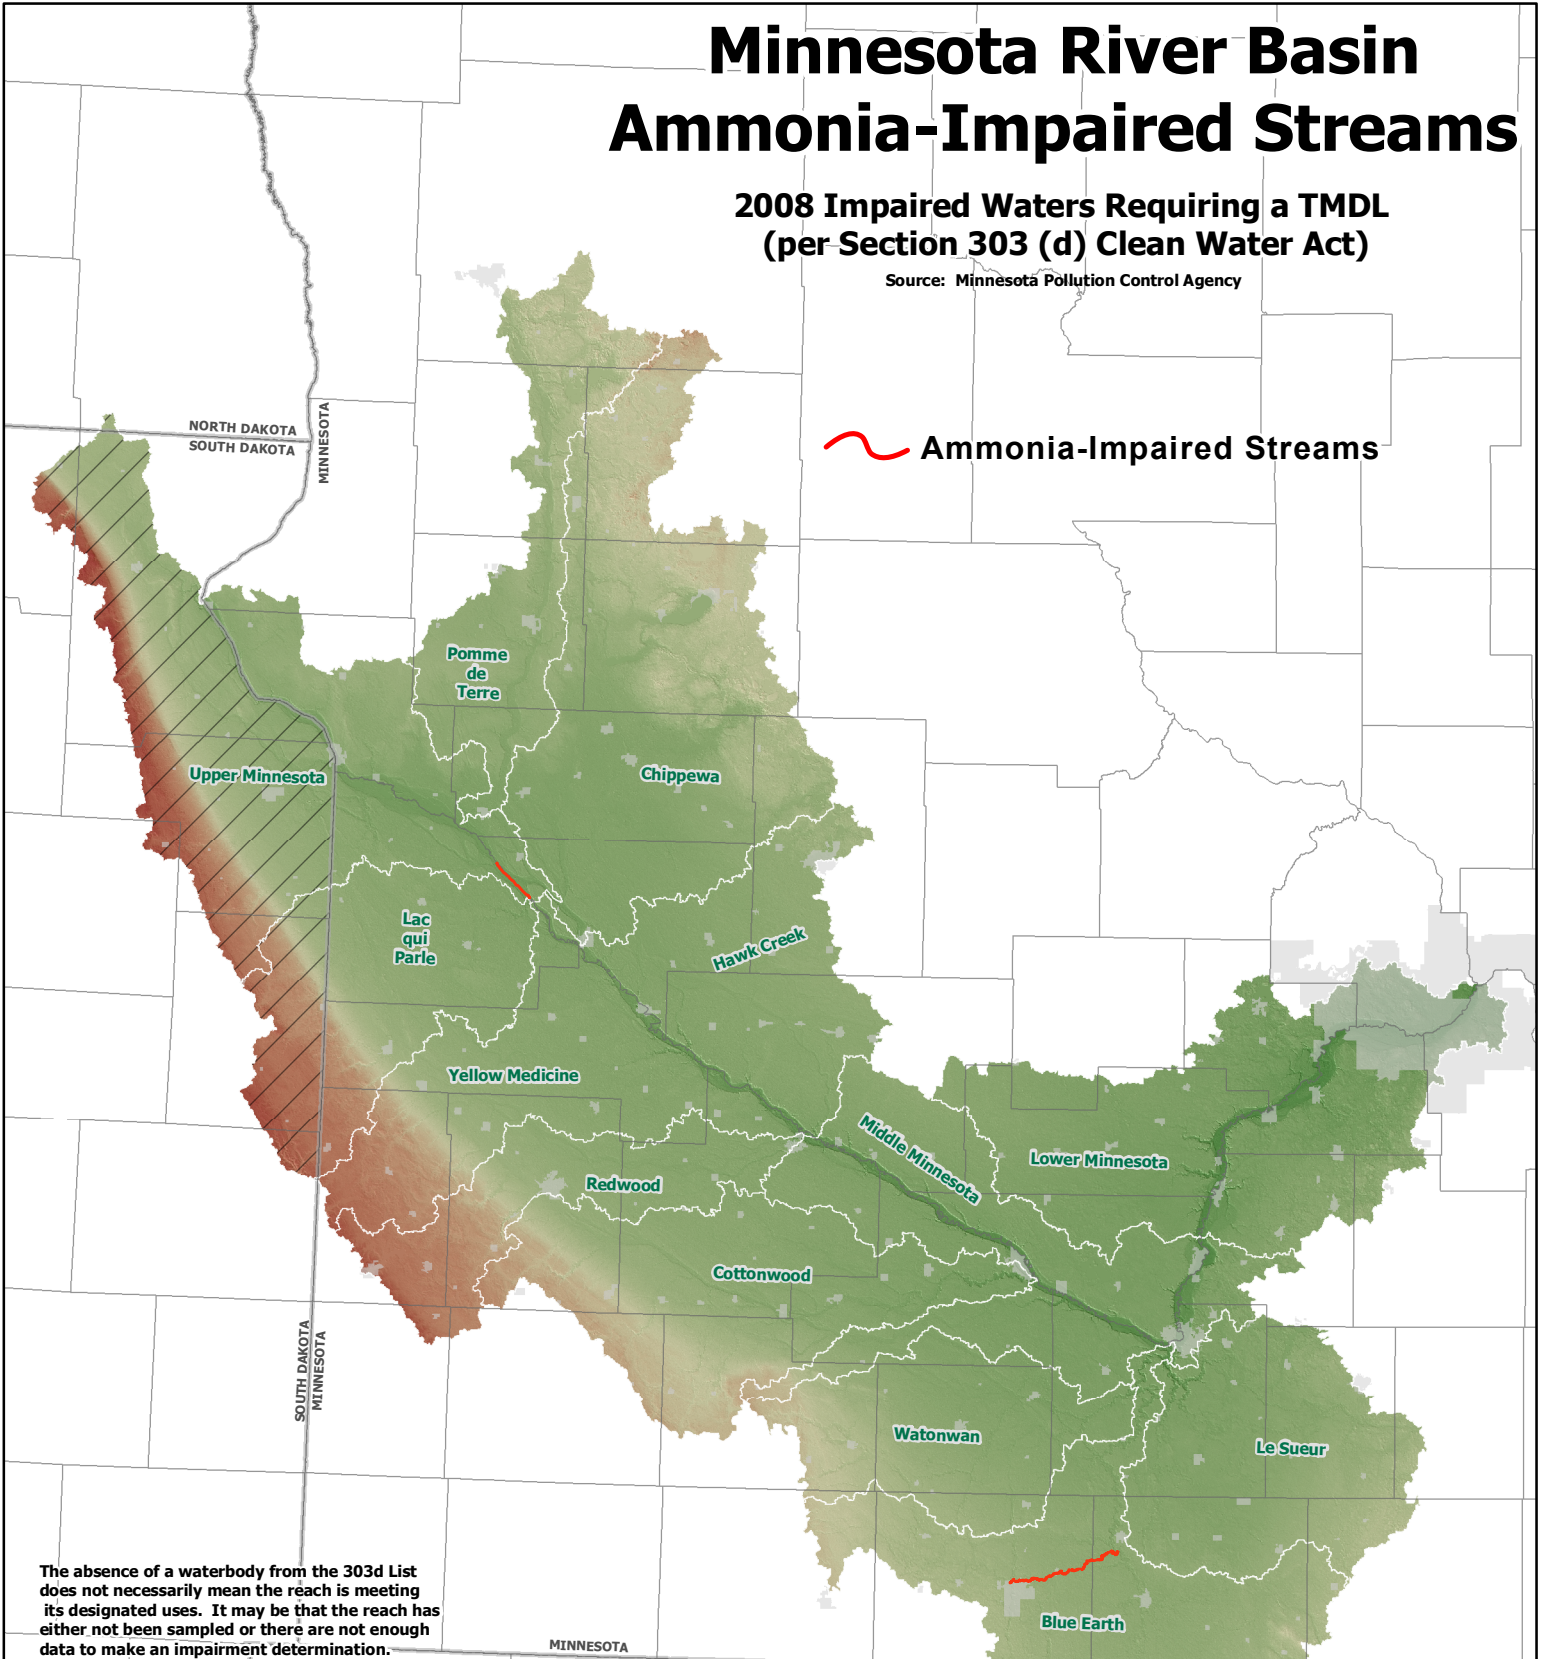 Minnesota River Basin
Ammonia-Impaired Streams
2008 Impaired Waters Requiring a TMDL
(per Section 303 (d) Clean Water Act)
Source: Minnesota Pollution Control Agency
Ammonia-Impaired Streams
NORTH DAKOTA
SOUTH DAKOTA
MINNESOTA
Pomme
de
Terre
Upper Minnesota
Chippewa
Lac
qui
Parle
Hawk Creek
Yellow Medicine
Middle Minnesota
Lower Minnesota
Redwood
Cottonwood
SOUTH DAKOTA
MINNESOTA
Watonwan
Le Sueur
Blue Earth
The absence of a waterbody from the 303d List
does not necessarily mean the reach is meeting
its designated uses. It may be that the reach has
either not been sampled or there are not enough
data to make an impairment determination.
MINNESOTA